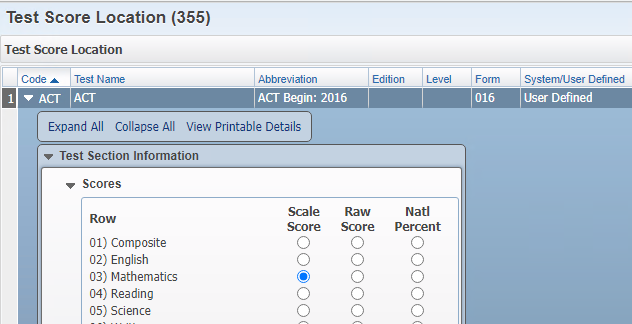 Test Score Location (355)
Test Score Location
Code Test Name Abbreviation Edition Level Form System/User Defined
1 ACT ACT ACT Begin: 2016 016 User Defined
Expand All Collapse All View Printable Details
Test Section Information
Scores
Row Scale Score Raw Score Natl Percent
01) Composite
02) English
03) Mathematics
04) Reading
05) Science